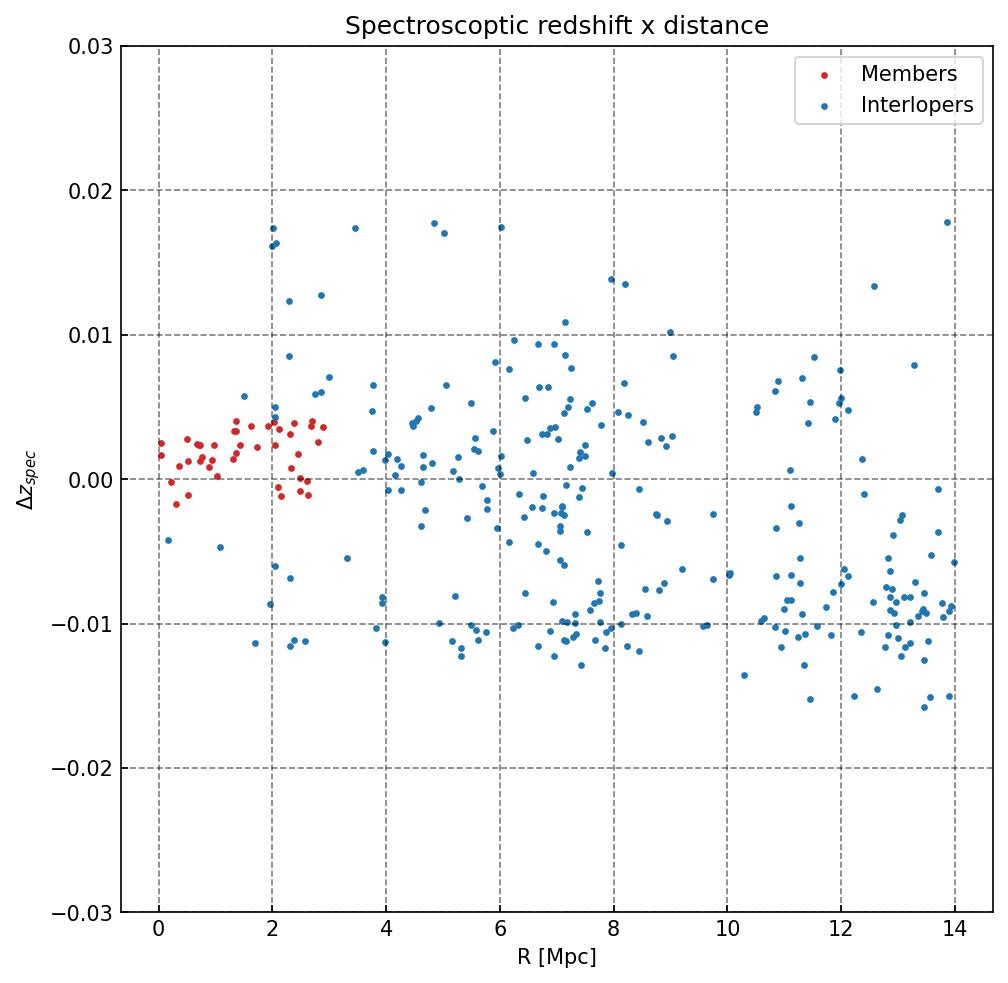 Spectroscoptic redshift x distance
Members
Interlopers
0.03
0.02
0.01
0.00
−0.01
−0.02
−0.03
Δz_spec
0 2 4 6 8 10 12 14
R [Mpc]